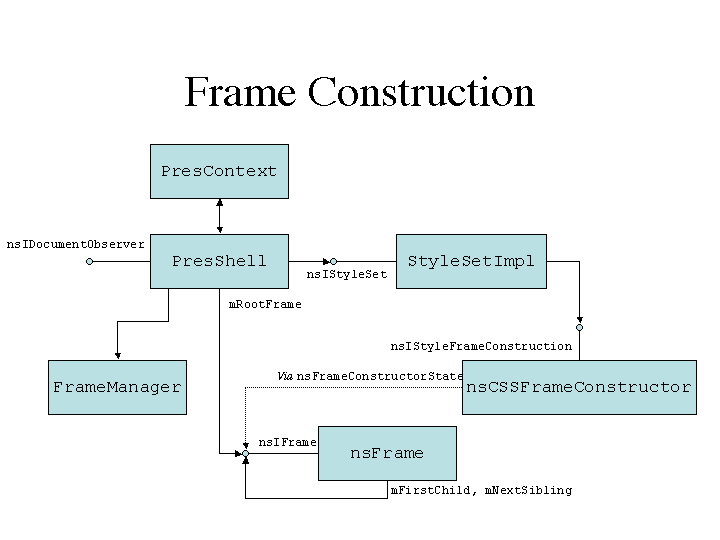 Frame Construction
PresContext
nsIDocumentObserver
PresShell
StyleSetImpl
nsIStyleSet
mRootFrame
nsIStyleFrameConstruction
Via nsFrameConstructorState
FrameManager
nsCSSFrameConstructor
nsIFrame
nsFrame
mFirstChild, mNextSibling